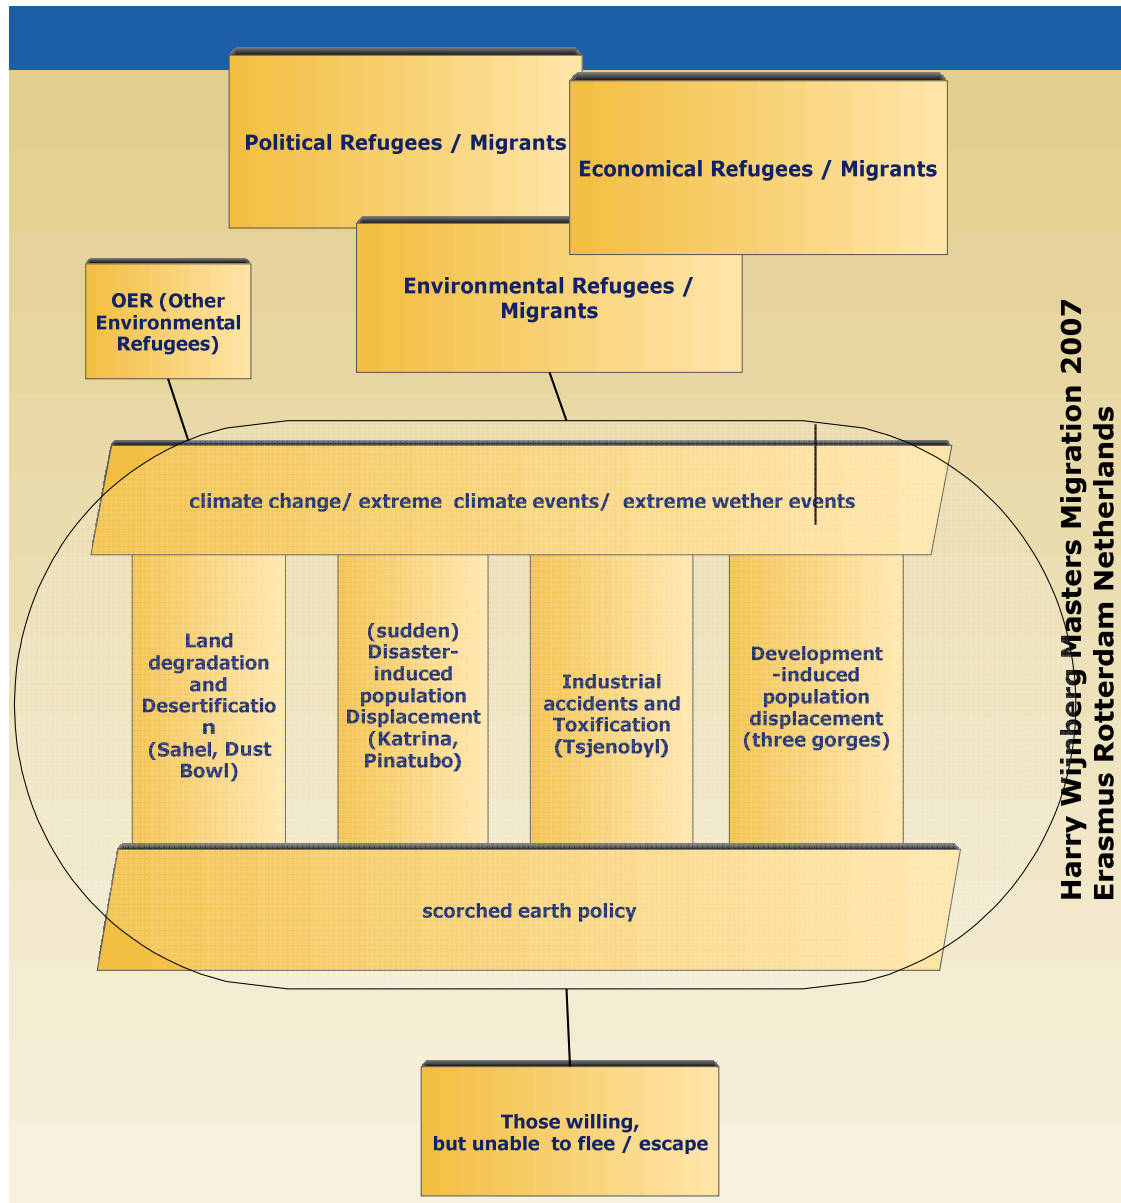 Political Refugees / Migrants
Economical Refugees / Migrants
Environmental Refugees /
Migrants
OER (Other
Environmental
Refugees)
climate change/ extreme  climate events/  extreme wether events
Land
degradation
and
Desertificatio
n
(Sahel, Dust
Bowl)
(sudden)
Disaster-
induced
population
Displacement
(Katrina,
Pinatubo)
Industrial
accidents and
Toxification
(Tsjenobyl)
Development
-induced
population
displacement
(three gorges)
scorched earth policy
Those willing,
but unable  to flee / escape
Harry Wijnberg Masters Migration 2007
Erasmus Rotterdam Netherlands